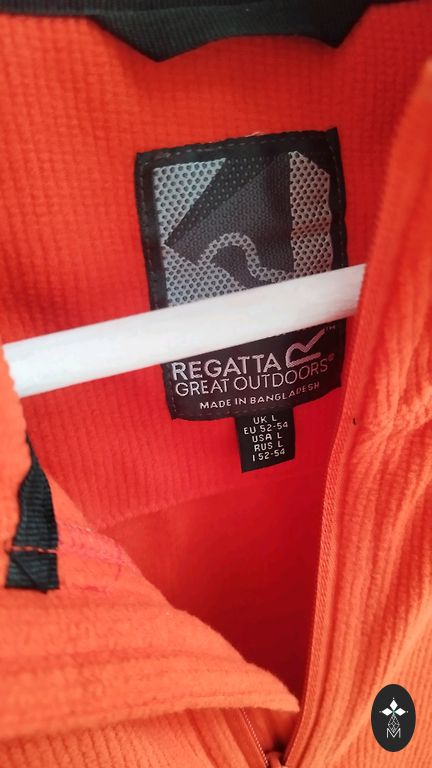 REGATTA
GREAT OUTDOORS®
MADE IN BANGLADESH
UK L
EU 52-54
USA L
RUS L
I 52-54
M